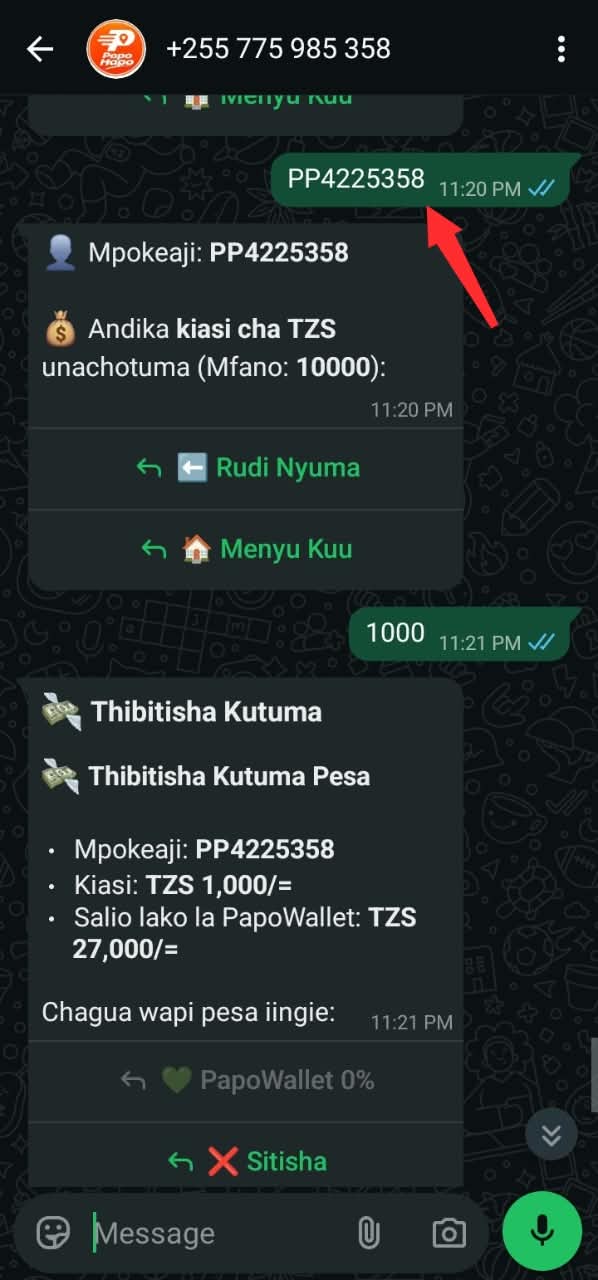 Papo
Hapo
+255 775 985 358
Menyu Kuu
PP4225358
11:20 PM
Mpokeaji: PP4225358
Andika kiasi cha TZS
unachotuma (Mfano: 10000):
11:20 PM
Rudi Nyuma
Menyu Kuu
1000
11:21 PM
Thibitisha Kutuma
Thibitisha Kutuma Pesa
• Mpokeaji: PP4225358
• Kiasi: TZS 1,000/=
• Salio lako la PapoWallet: TZS
27,000/=
Chagua wapi pesa iingie:
11:21 PM
PapoWallet 0%
Sitisha
Message